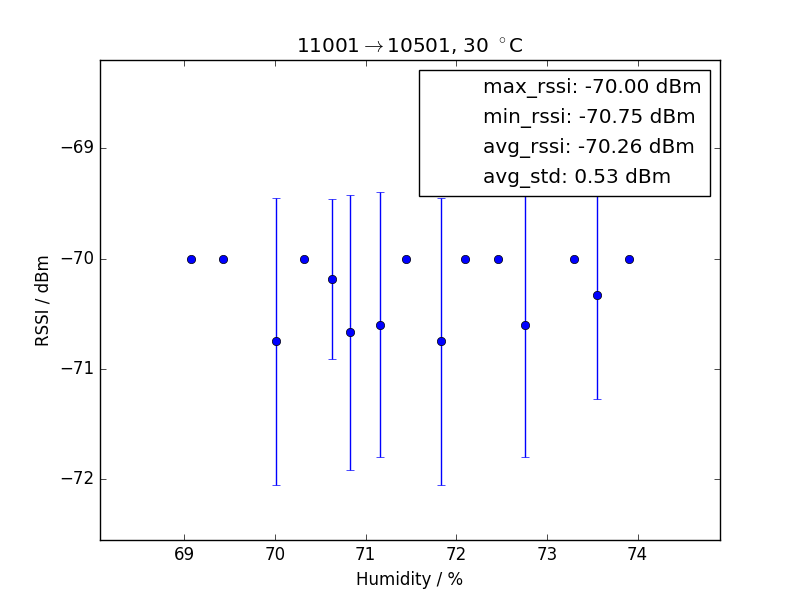 11001→10501, 30 °C
max_rssi: -70.00 dBm
min_rssi: -70.75 dBm
avg_rssi: -70.26 dBm
avg_std: 0.53 dBm
−69
−70
−71
−72
RSSI / dBm
69 70 71 72 73 74
Humidity / %